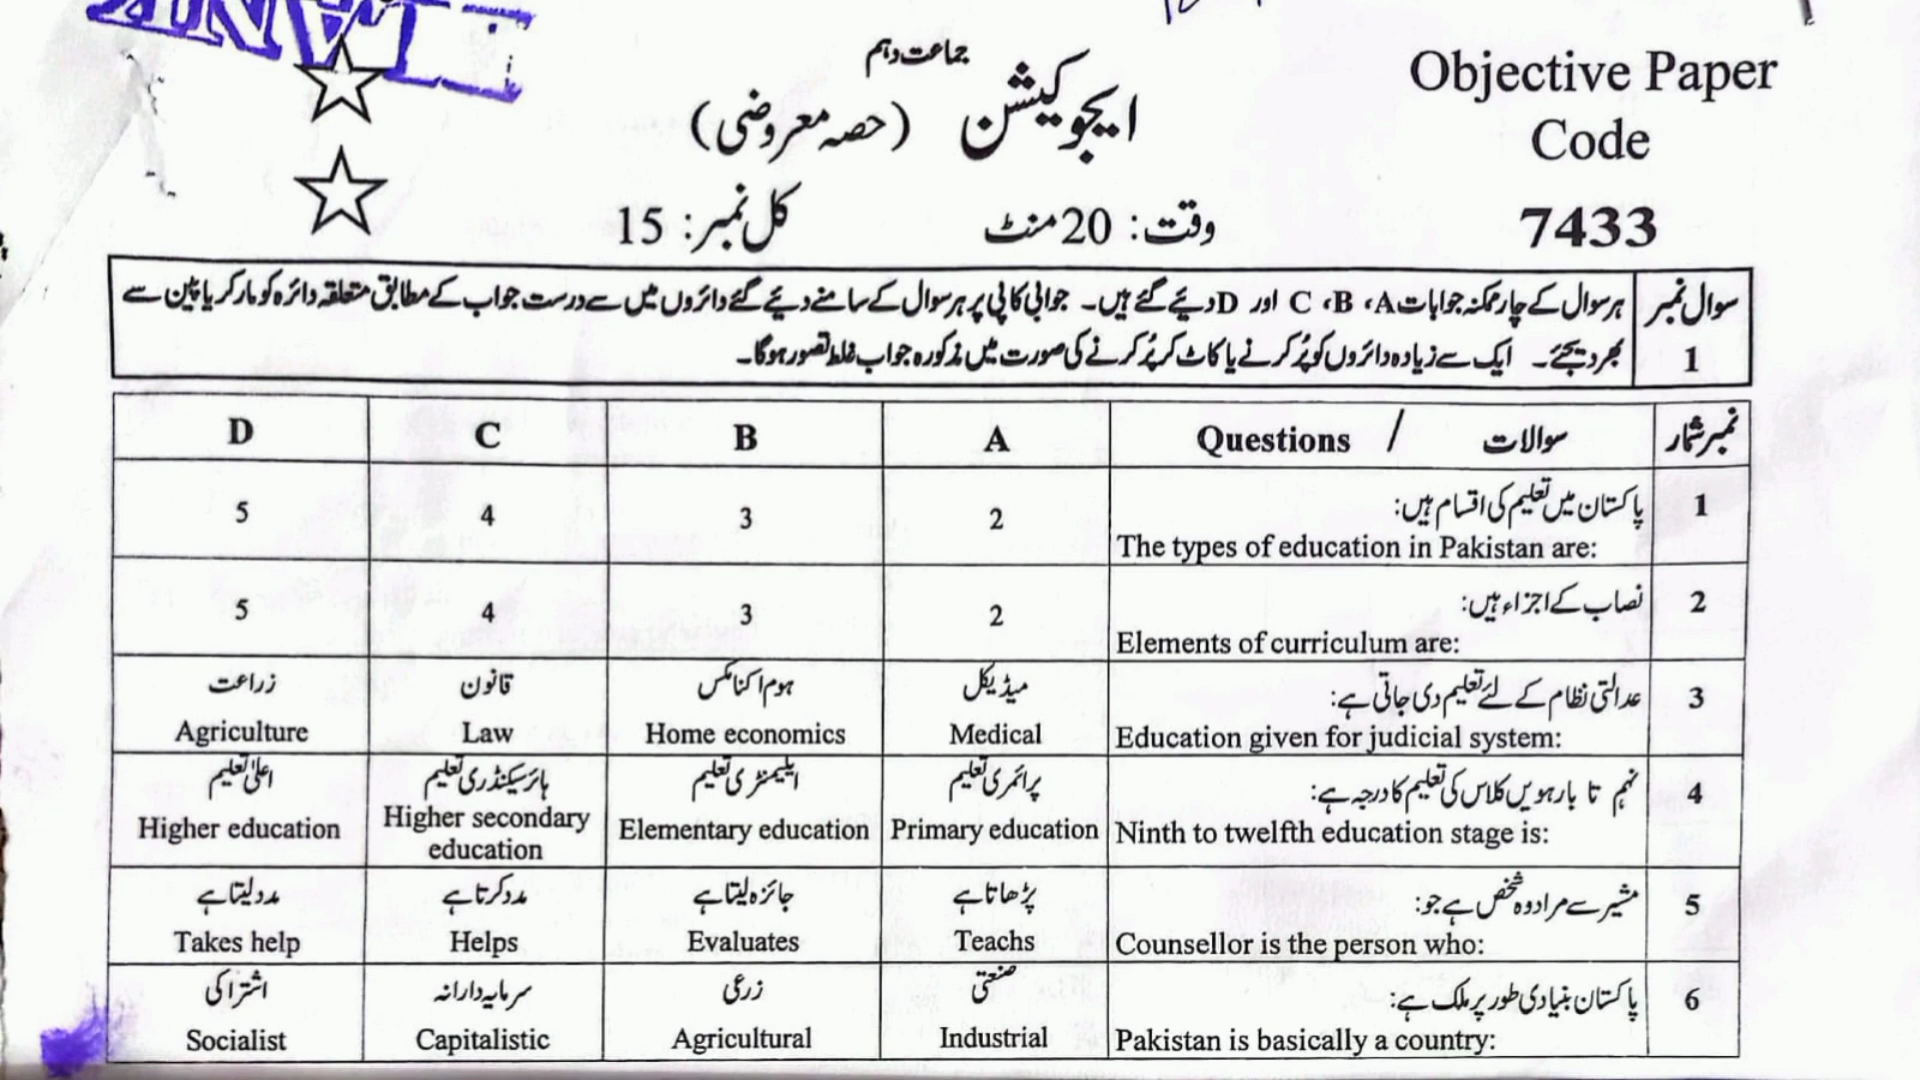 جماعت دہم
ایجوکیشن (حصہ معروضی)
Objective Paper
Code
7433
وقت: 20 منٹ
کل نمبر: 15
سوال نمبر
1
ہر سوال کے چار ممکنہ جوابات A، B، C اور D دیئے گئے ہیں۔ جوابی کاپی پر ہر سوال کے سامنے دیئے گئے دائروں میں سے درست جواب کے مطابق متعلقہ دائرہ کو مارکر یا پین سے
بھر دیجئے۔ ایک سے زیادہ دائروں کو پُر کرنے یا کاٹ کر پُر کرنے کی صورت میں مذکورہ جواب غلط تصور ہوگا۔
نمبر شمار
سوالات / Questions
A
B
C
D
1
پاکستان میں تعلیم کی اقسام ہیں:
The types of education in Pakistan are:
2
3
4
5
2
نصاب کے اجزاء ہیں:
Elements of curriculum are:
2
3
4
5
3
عدالتی نظام کے لئے تعلیم دی جاتی ہے:
Education given for judicial system:
میڈیکل
Medical
ہوم اکنامکس
Home economics
قانون
Law
زراعت
Agriculture
4
نہم تا بارہویں کلاس کی تعلیم کا درجہ ہے:
Ninth to twelfth education stage is:
پرائمری تعلیم
Primary education
ایلیمنٹری تعلیم
Elementary education
ہائر سیکنڈری تعلیم
Higher secondary
education
اعلیٰ تعلیم
Higher education
5
مشیر سے مراد وہ شخص ہے جو:
Counsellor is the person who:
پڑھاتا ہے
Teachs
جائزہ لیتا ہے
Evaluates
مدد کرتا ہے
Helps
مدد لیتا ہے
Takes help
6
پاکستان بنیادی طور پر ملک ہے:
Pakistan is basically a country:
صنعتی
Industrial
زرعی
Agricultural
سرمایہ دارانہ
Capitalistic
اشتراکی
Socialist